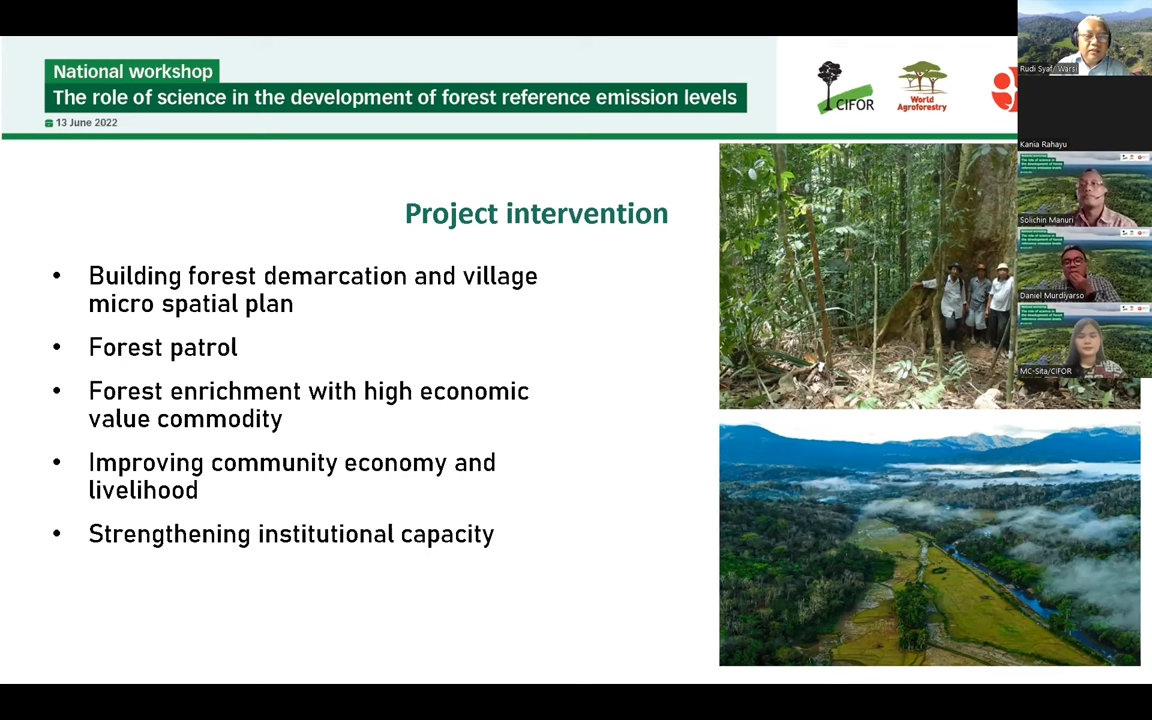 National workshop
The role of science in the development of forest reference emission levels
13 June 2022
CIFOR
World
Agroforestry
Project intervention
• Building forest demarcation and village
micro spatial plan
• Forest patrol
• Forest enrichment with high economic
value commodity
• Improving community economy and
livelihood
• Strengthening institutional capacity
Rudi Syaf/ Warsi
Kania Rahayu
Solichin Manuri
Daniel Murdiyarso
MC-Sita/CIFOR